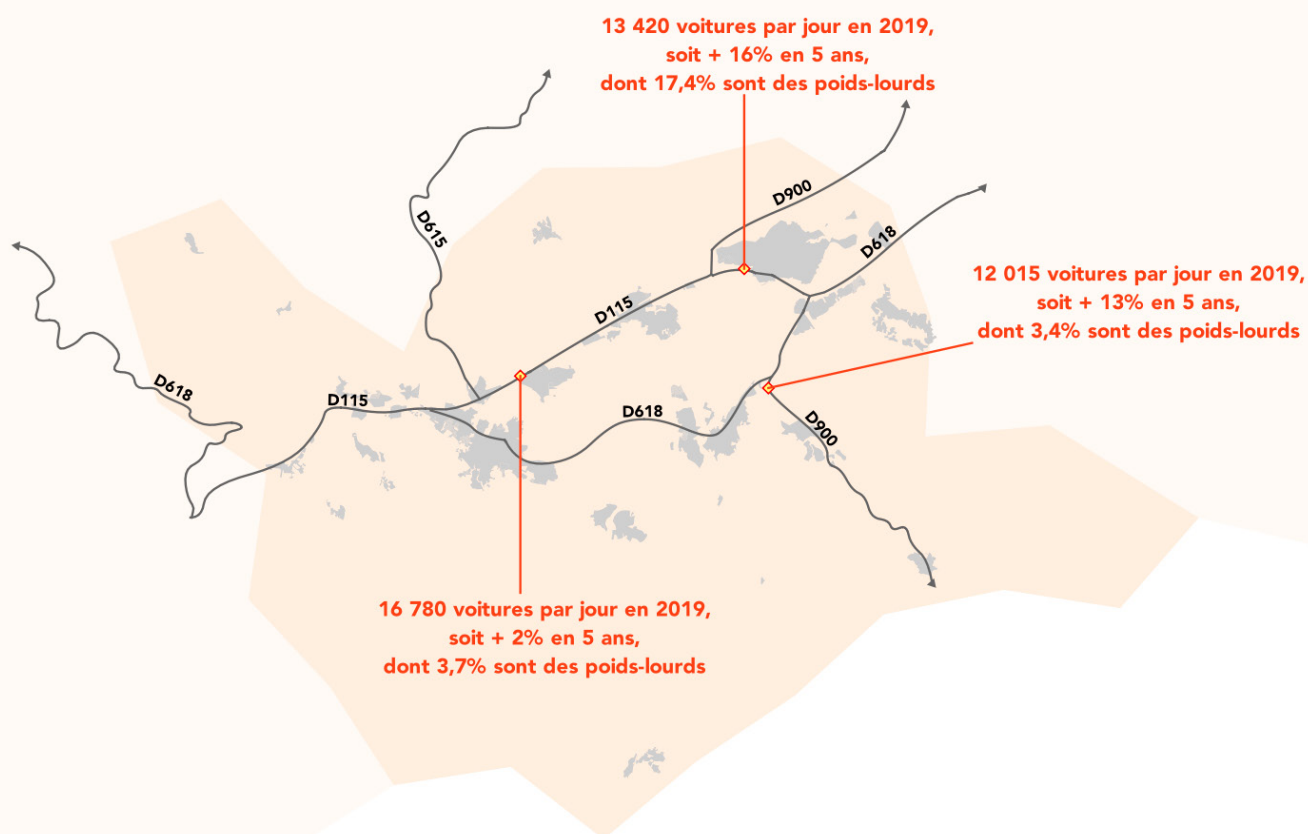 13 420 voitures par jour en 2019,
soit + 16% en 5 ans,
dont 17,4% sont des poids-lourds
D900
D615
D618
12 015 voitures par jour en 2019,
soit + 13% en 5 ans,
dont 3,4% sont des poids-lourds
D115
D618
D115
D618
D900
16 780 voitures par jour en 2019,
soit + 2% en 5 ans,
dont 3,7% sont des poids-lourds